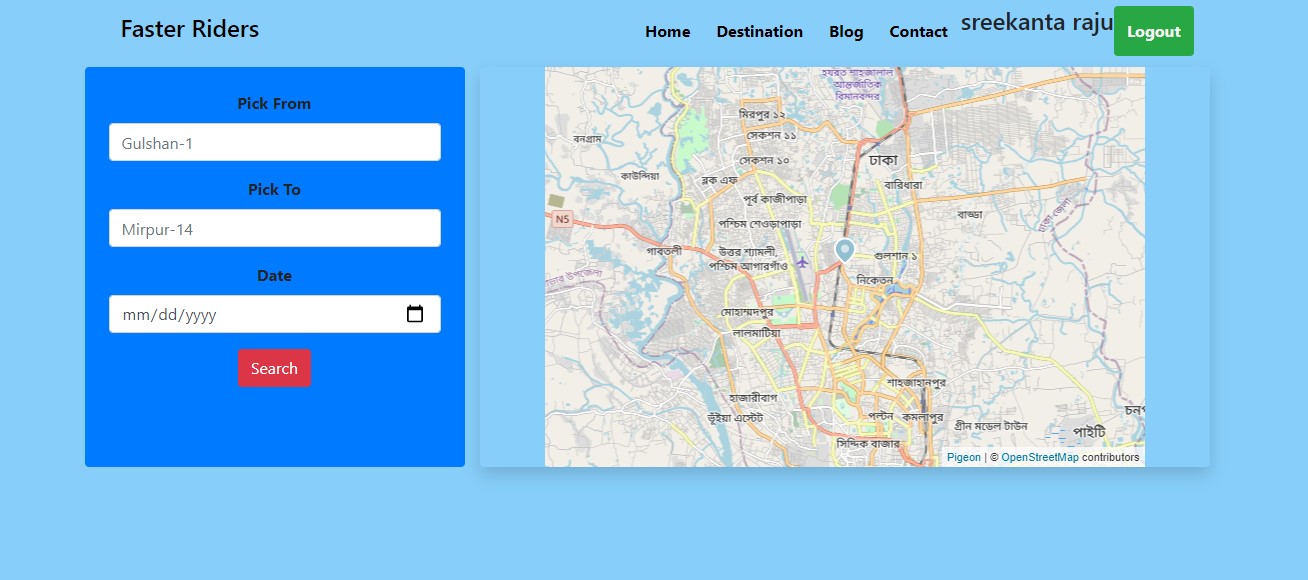 Faster Riders
Home Destination Blog Contact sreekanta raju Logout
Pick From
Gulshan-1
Pick To
Mirpur-14
Date
mm/dd/yyyy
Search
হযরত শাহজালাল
আন্তর্জাতিক
বিমানবন্দর
মিরপুর ১২
সেকশন ১১
বনগ্রাম
সেকশন ১০
ঢাকা
কাউন্দিয়া
ব্লক এফ
বারিধারা
পূর্ব কাজীপাড়া
ঢাকা জেলা
বাড্ডা
N5
পশ্চিম শেওড়াপাড়া
গাবতলী
উত্তর শ্যামলী,
পশ্চিম আগারগাঁও
গুলশান ১
সাভার উপজেলা
নিকেতন
মোহাম্মদপুর
লালমাটিয়া
শাহজাহানপুর
হাজারীবাগ
ভূঁইয়া এস্টেট
পল্টন
কমলাপুর
গ্রীন মডেল টাউন
পাইটি
সিদ্দিক বাজার
Pigeon | © OpenStreetMap contributors